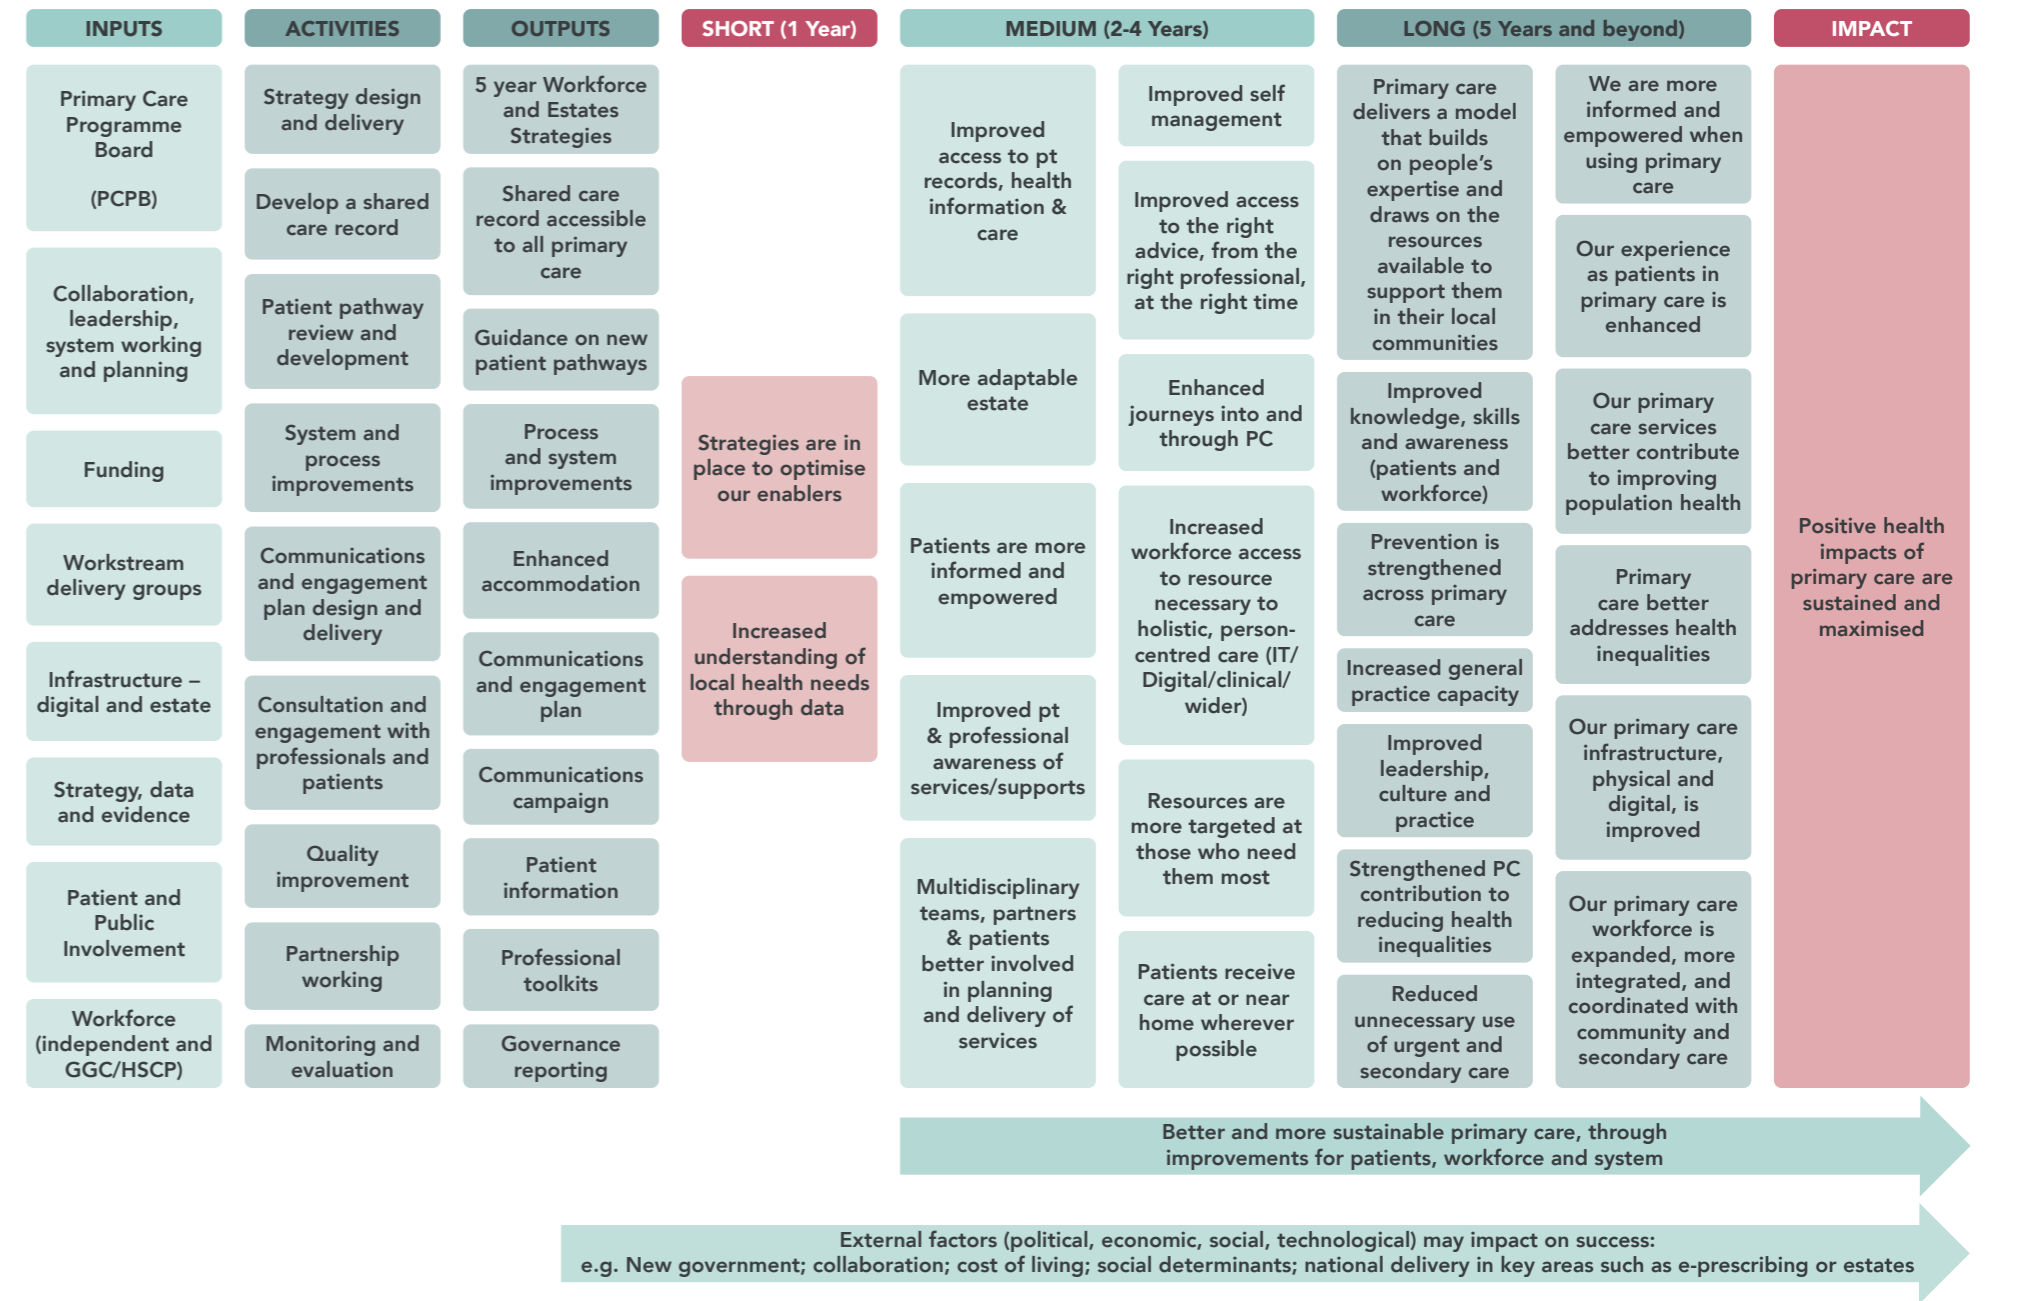 INPUTS
ACTIVITIES
OUTPUTS
SHORT (1 Year)
MEDIUM (2-4 Years)
LONG (5 Years and beyond)
IMPACT
Primary Care
Programme
Board
(PCPB)
Collaboration,
leadership,
system working
and planning
Funding
Workstream
delivery groups
Infrastructure –
digital and estate
Strategy, data
and evidence
Patient and
Public
Involvement
Workforce
(independent and
GGC/HSCP)
Strategy design
and delivery
Develop a shared
care record
Patient pathway
review and
development
System and
process
improvements
Communications
and engagement
plan design and
delivery
Consultation and
engagement with
professionals and
patients
Quality
improvement
Partnership
working
Monitoring and
evaluation
5 year Workforce
and Estates
Strategies
Shared care
record accessible
to all primary
care
Guidance on new
patient pathways
Process
and system
improvements
Enhanced
accommodation
Communications
and engagement
plan
Communications
campaign
Patient
information
Professional
toolkits
Governance
reporting
Strategies are in
place to optimise
our enablers
Increased
understanding of
local health needs
through data
Improved
access to pt
records, health
information &
care
More adaptable
estate
Patients are more
informed and
empowered
Improved pt
& professional
awareness of
services/supports
Multidisciplinary
teams, partners
& patients
better involved
in planning
and delivery of
services
Improved self
management
Improved access
to the right
advice, from the
right professional,
at the right time
Enhanced
journeys into and
through PC
Increased
workforce access
to resource
necessary to
holistic, person-
centred care (IT/
Digital/clinical/
wider)
Resources are
more targeted at
those who need
them most
Patients receive
care at or near
home wherever
possible
Primary care
delivers a model
that builds
on people’s
expertise and
draws on the
resources
available to
support them
in their local
communities
Improved
knowledge, skills
and awareness
(patients and
workforce)
Prevention is
strengthened
across primary
care
Increased general
practice capacity
Improved
leadership,
culture and
practice
Strengthened PC
contribution to
reducing health
inequalities
Reduced
unnecessary use
of urgent and
secondary care
We are more
informed and
empowered when
using primary
care
Our experience
as patients in
primary care is
enhanced
Our primary
care services
better contribute
to improving
population health
Primary
care better
addresses health
inequalities
Our primary care
infrastructure,
physical and
digital, is
improved
Our primary care
workforce is
expanded, more
integrated, and
coordinated with
community and
secondary care
Positive health
impacts of
primary care are
sustained and
maximised
Better and more sustainable primary care, through
improvements for patients, workforce and system
External factors (political, economic, social, technological) may impact on success:
e.g. New government; collaboration; cost of living; social determinants; national delivery in key areas such as e-prescribing or estates